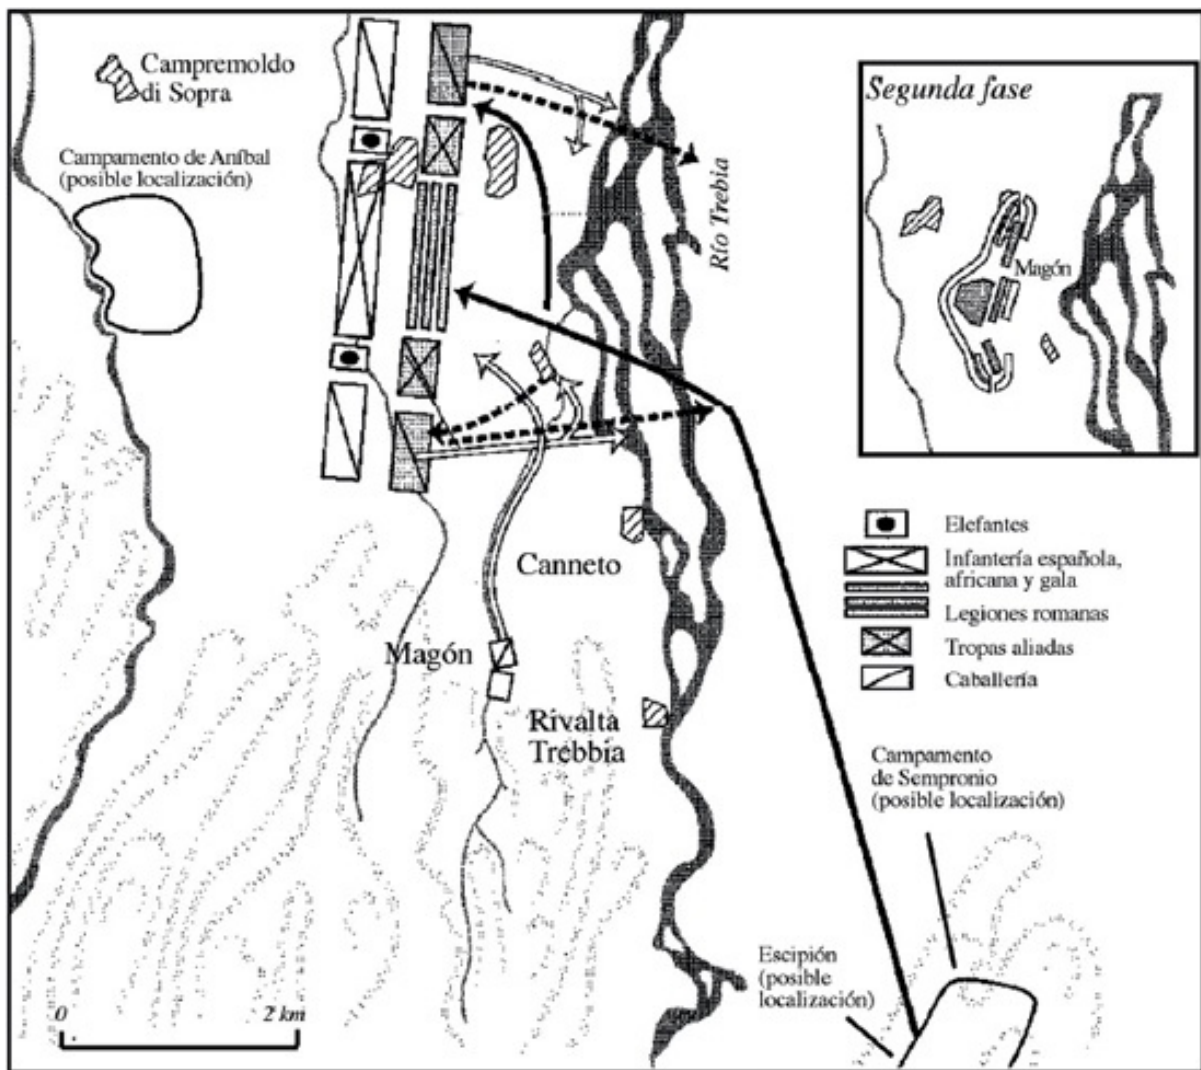 Campremoldo
di Sopra
Campamento de Aníbal
(posible localización)
Río Trebia
Segunda fase
Magón
Canneto
Magón
Rivalta
Trebbia
Elefantes
Infantería española,
africana y gala
Legiones romanas
Tropas aliadas
Caballería
Campamento
de Sempronio
(posible localización)
Escipión
(posible
localización)
0 2 km